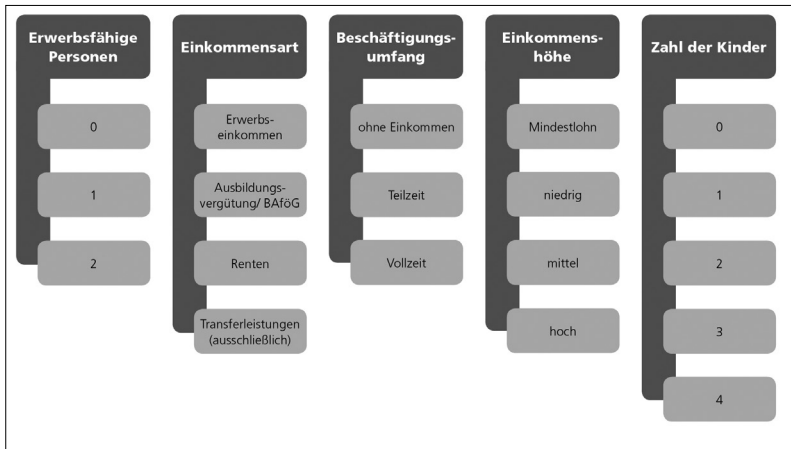 Erwerbsfähige
Personen
0
1
2
Einkommensart
Erwerbs-
einkommen
Ausbildungs-
vergütung/ BAföG
Renten
Transferleistungen
(ausschließlich)
Beschäftigungs-
umfang
ohne Einkommen
Teilzeit
Vollzeit
Einkommens-
höhe
Mindestlohn
niedrig
mittel
hoch
Zahl der Kinder
0
1
2
3
4